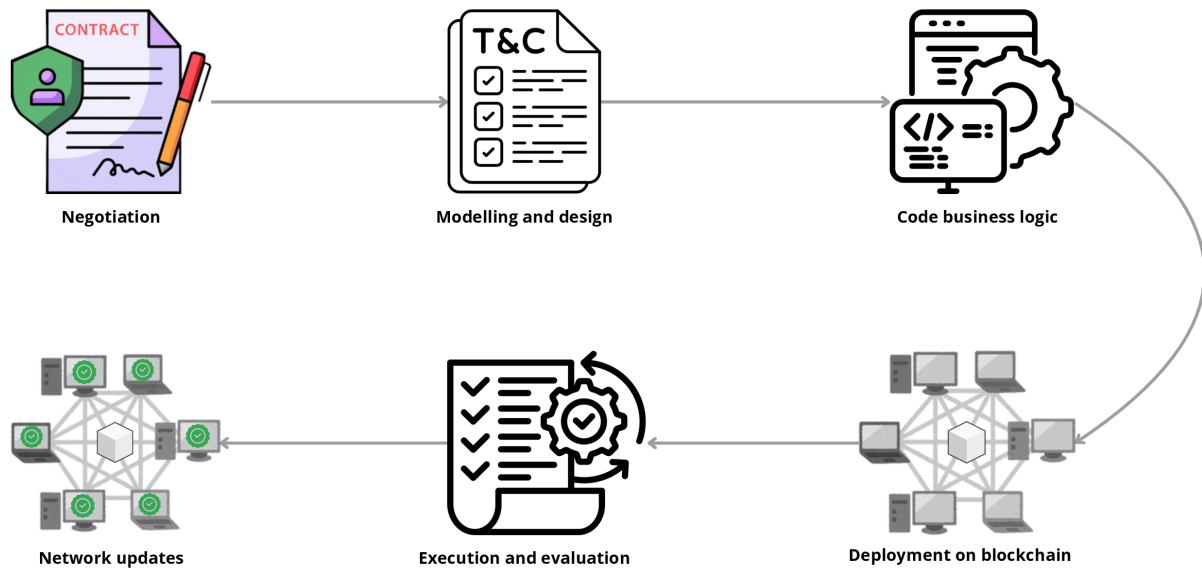 CONTRACT
T&C
</>
Negotiation
Modelling and design
Code business logic
Network updates
Execution and evaluation
Deployment on blockchain